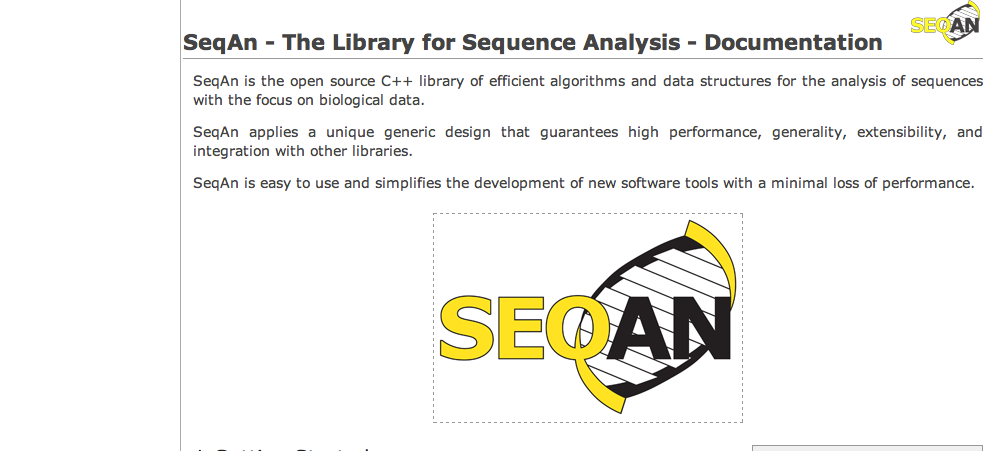 SEQAN
SeqAn - The Library for Sequence Analysis - Documentation
SeqAn is the open source C++ library of efficient algorithms and data structures for the analysis of sequences
with the focus on biological data.
SeqAn applies a unique generic design that guarantees high performance, generality, extensibility, and
integration with other libraries.
SeqAn is easy to use and simplifies the development of new software tools with a minimal loss of performance.
SEQAN